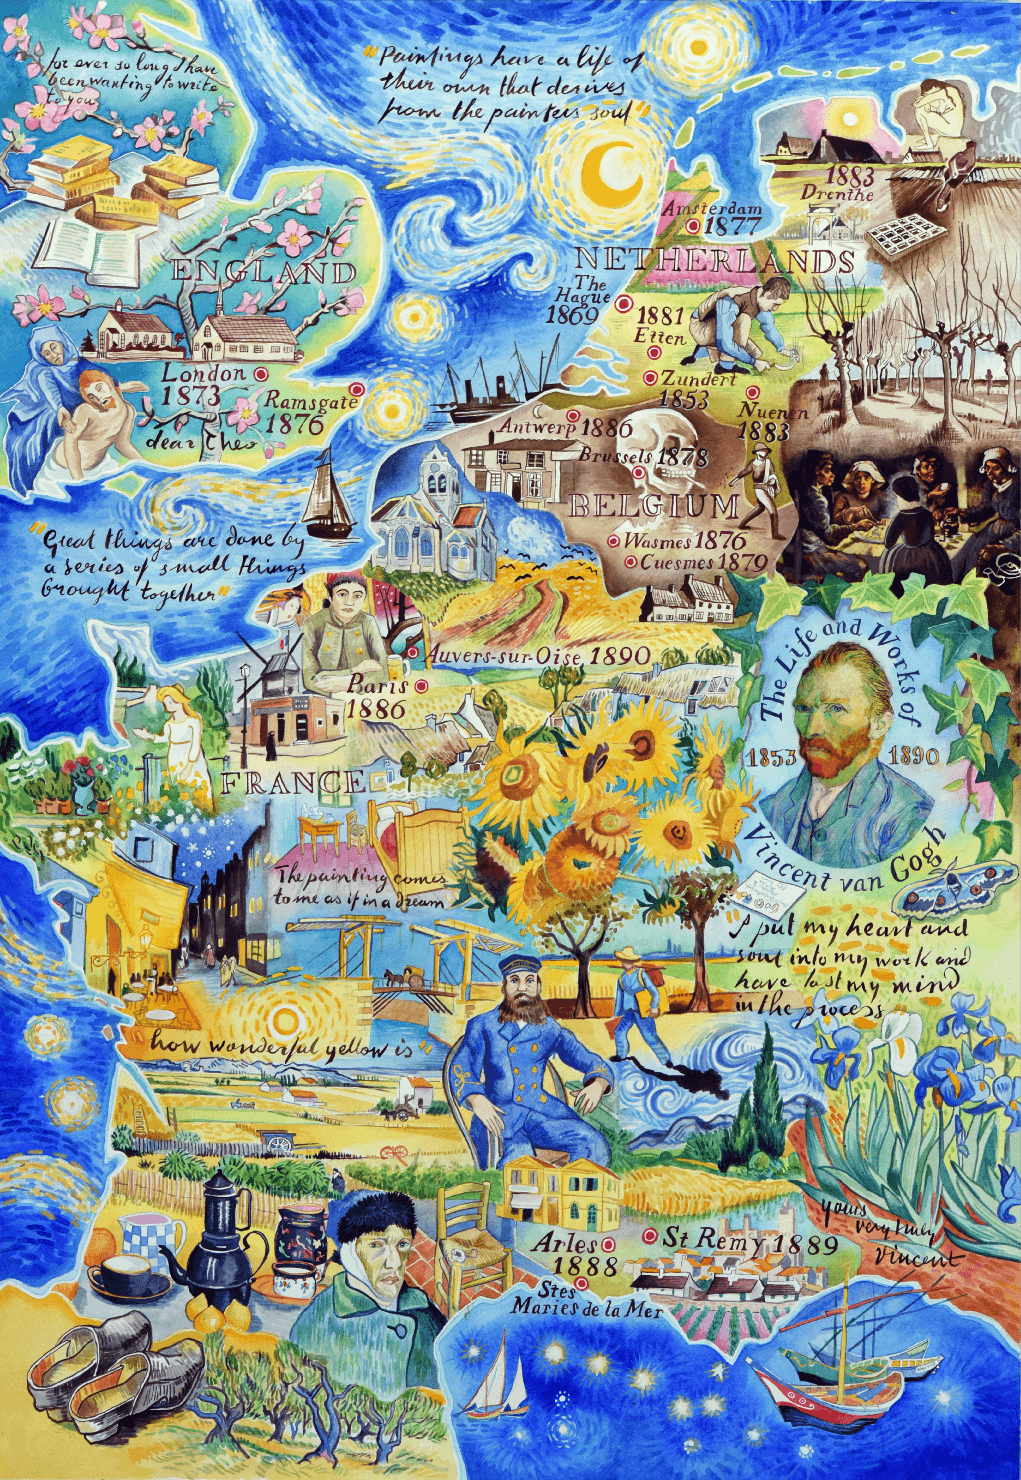 for ever so long I have
been wanting to write
to you
"Paintings have a life of
their own that derives
from the painters soul"
1883
Drenthe
Amsterdam
1877
ENGLAND
NETHERLANDS
The
Hague
1869
1881
Etten
London
1873
Ramsgate
1876
dear Theo
Zundert
1853
Nuenen
1883
Antwerp 1886
Brussels 1878
BELGIUM
Wasmes 1876
Cuesmes 1879
"Great things are done by
a series of small things
brought together"
Auvers-sur-Oise 1890
Paris
1886
The Life and Works of
1853 1890
Vincent van Gogh
FRANCE
The painting comes
to me as if in a dream
"I put my heart and
soul into my work and
have lost my mind
in the process
how wonderful yellow is"
yours
very truly
Vincent
Arles
1888
St Remy 1889
Stes
Maries de la Mer